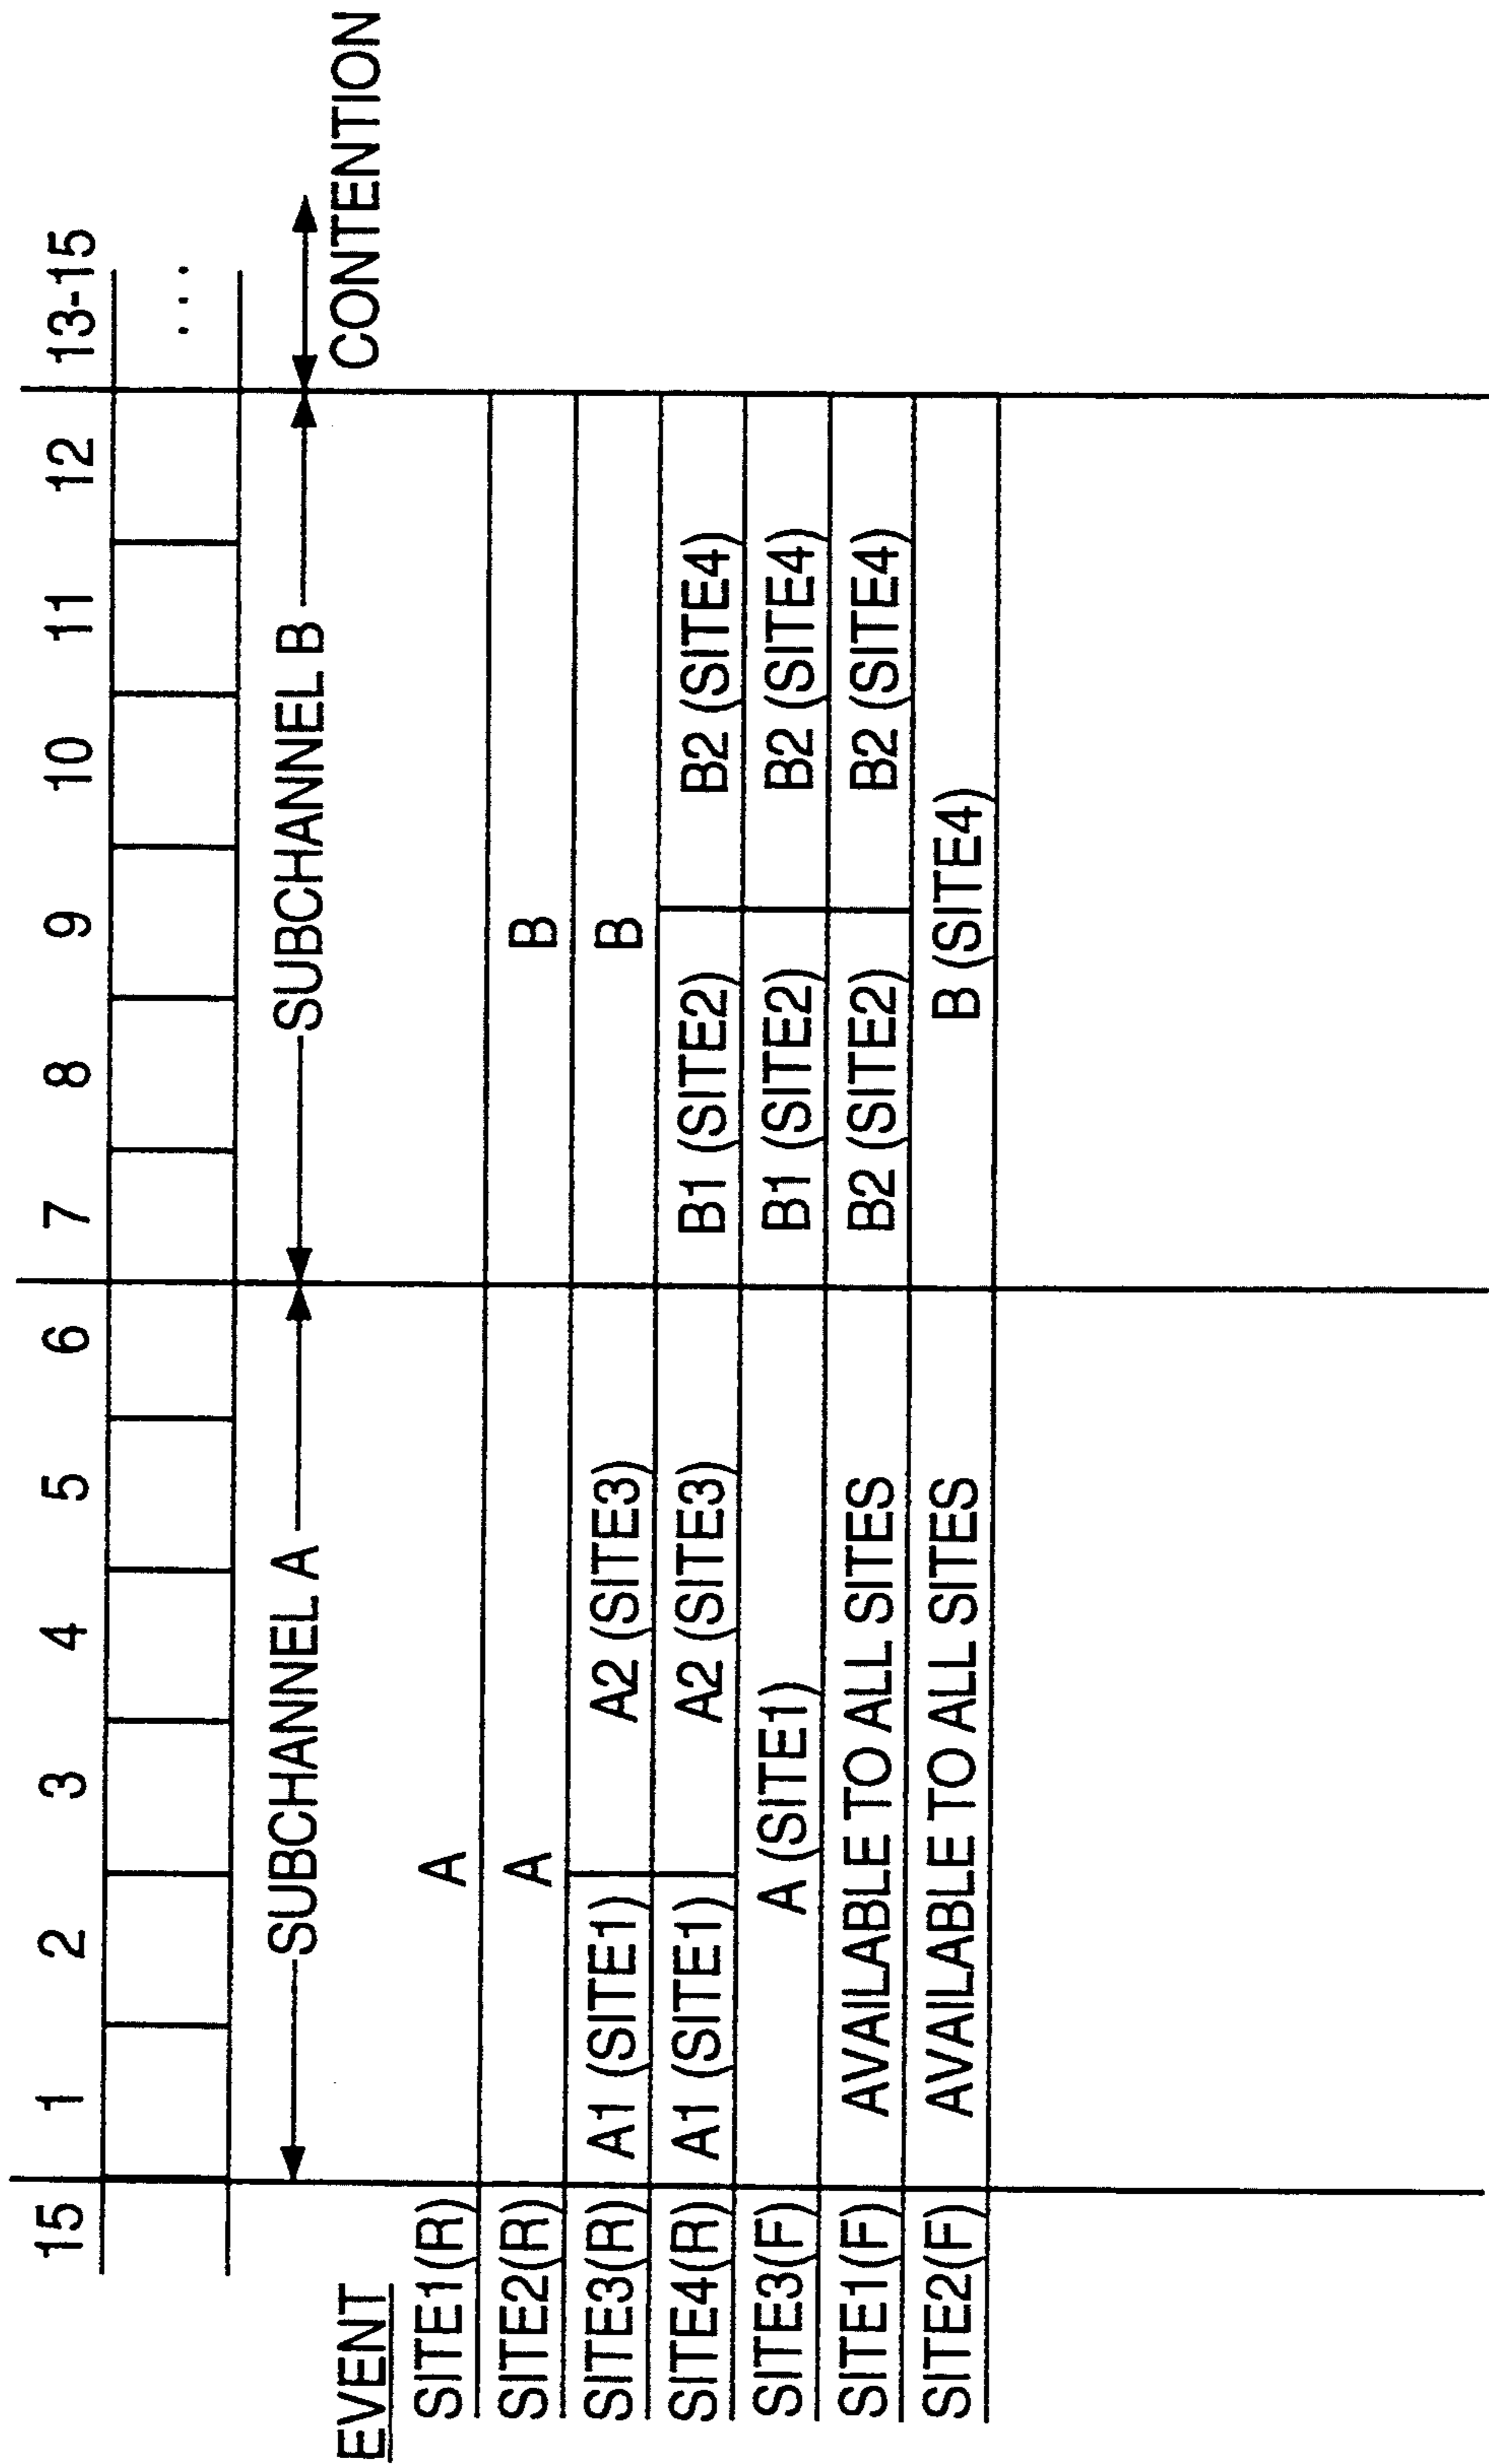 15 1 2 3 4 5 6 7 8 9 10 11 12 13-15
...
SUBCHANNEL A SUBCHANNEL B
EVENT CONTENTION
SITE1(R) A
SITE2(R) A B
SITE3(R) A1 (SITE1) A2 (SITE3) B
SITE4(R) A1 (SITE1) A2 (SITE3) B1 (SITE2) B2 (SITE4)
SITE3(F) A (SITE1) B1 (SITE2) B2 (SITE4)
SITE1(F) AVAILABLE TO ALL SITES B2 (SITE2) B2 (SITE4)
SITE2(F) AVAILABLE TO ALL SITES B (SITE4)